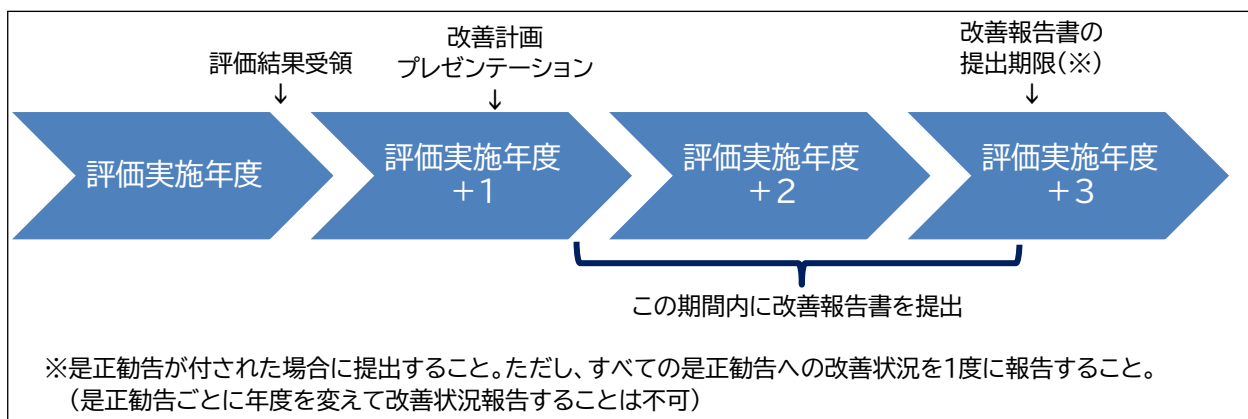 評価結果受領
↓
改善計画
プレゼンテーション
↓
改善報告書の
提出期限(※)
↓
評価実施年度
評価実施年度
+1
評価実施年度
+2
評価実施年度
+3
この期間内に改善報告書を提出
※是正勧告が付された場合に提出すること。ただし、すべての是正勧告への改善状況を1度に報告すること。
(是正勧告ごとに年度を変えて改善状況報告することは不可)